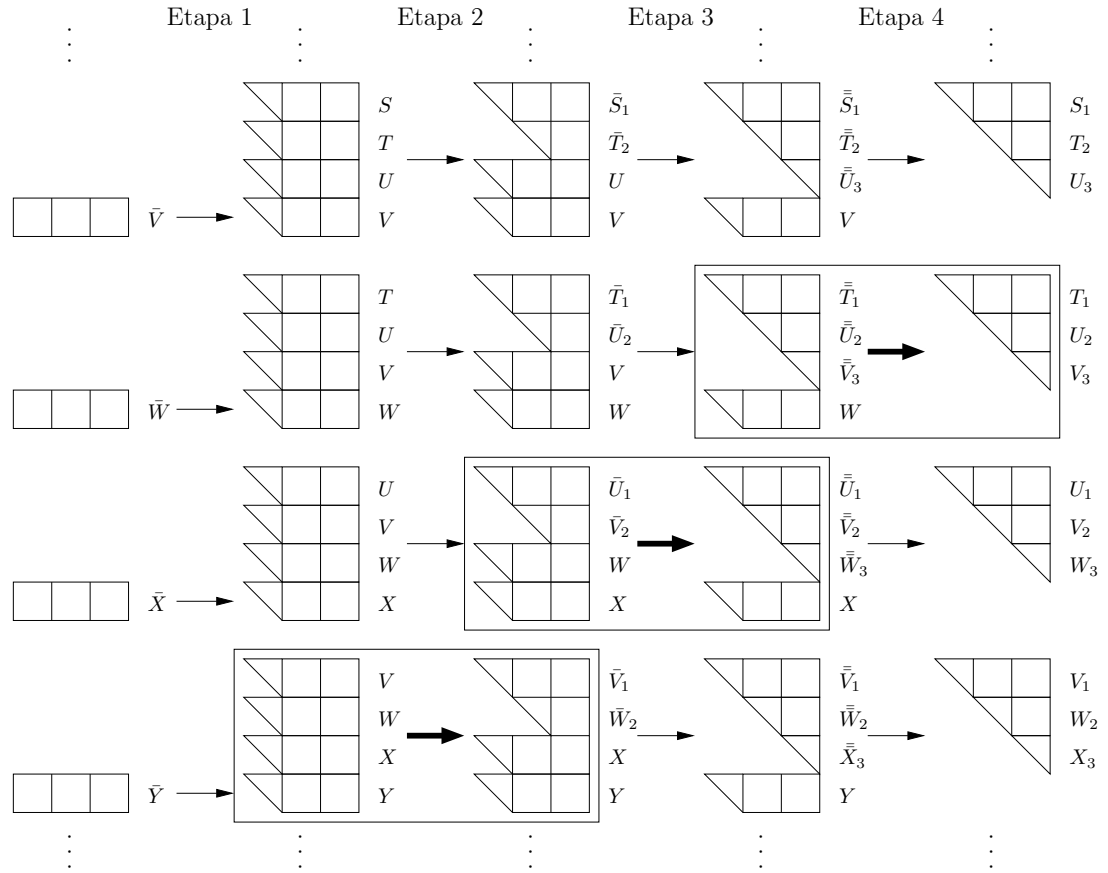 Etapa 1 Etapa 2 Etapa 3 Etapa 4
S S̄₁ S̿₁ S₁
T T̄₂ T̿₂ T₂
U U U̿₃ U₃
V̄ V V V
T T̄₁ T̿₁ T₁
U Ū₂ U̿₂ U₂
V V V̿₃ V₃
W̄ W W W
U Ū₁ U̿₁ U₁
V V̄₂ V̿₂ V₂
W W W̿₃ W₃
X̄ X X X
V V̄₁ V̿₁ V₁
W W̄₂ W̿₂ W₂
X X X̿₃ X₃
Ȳ Y Y Y